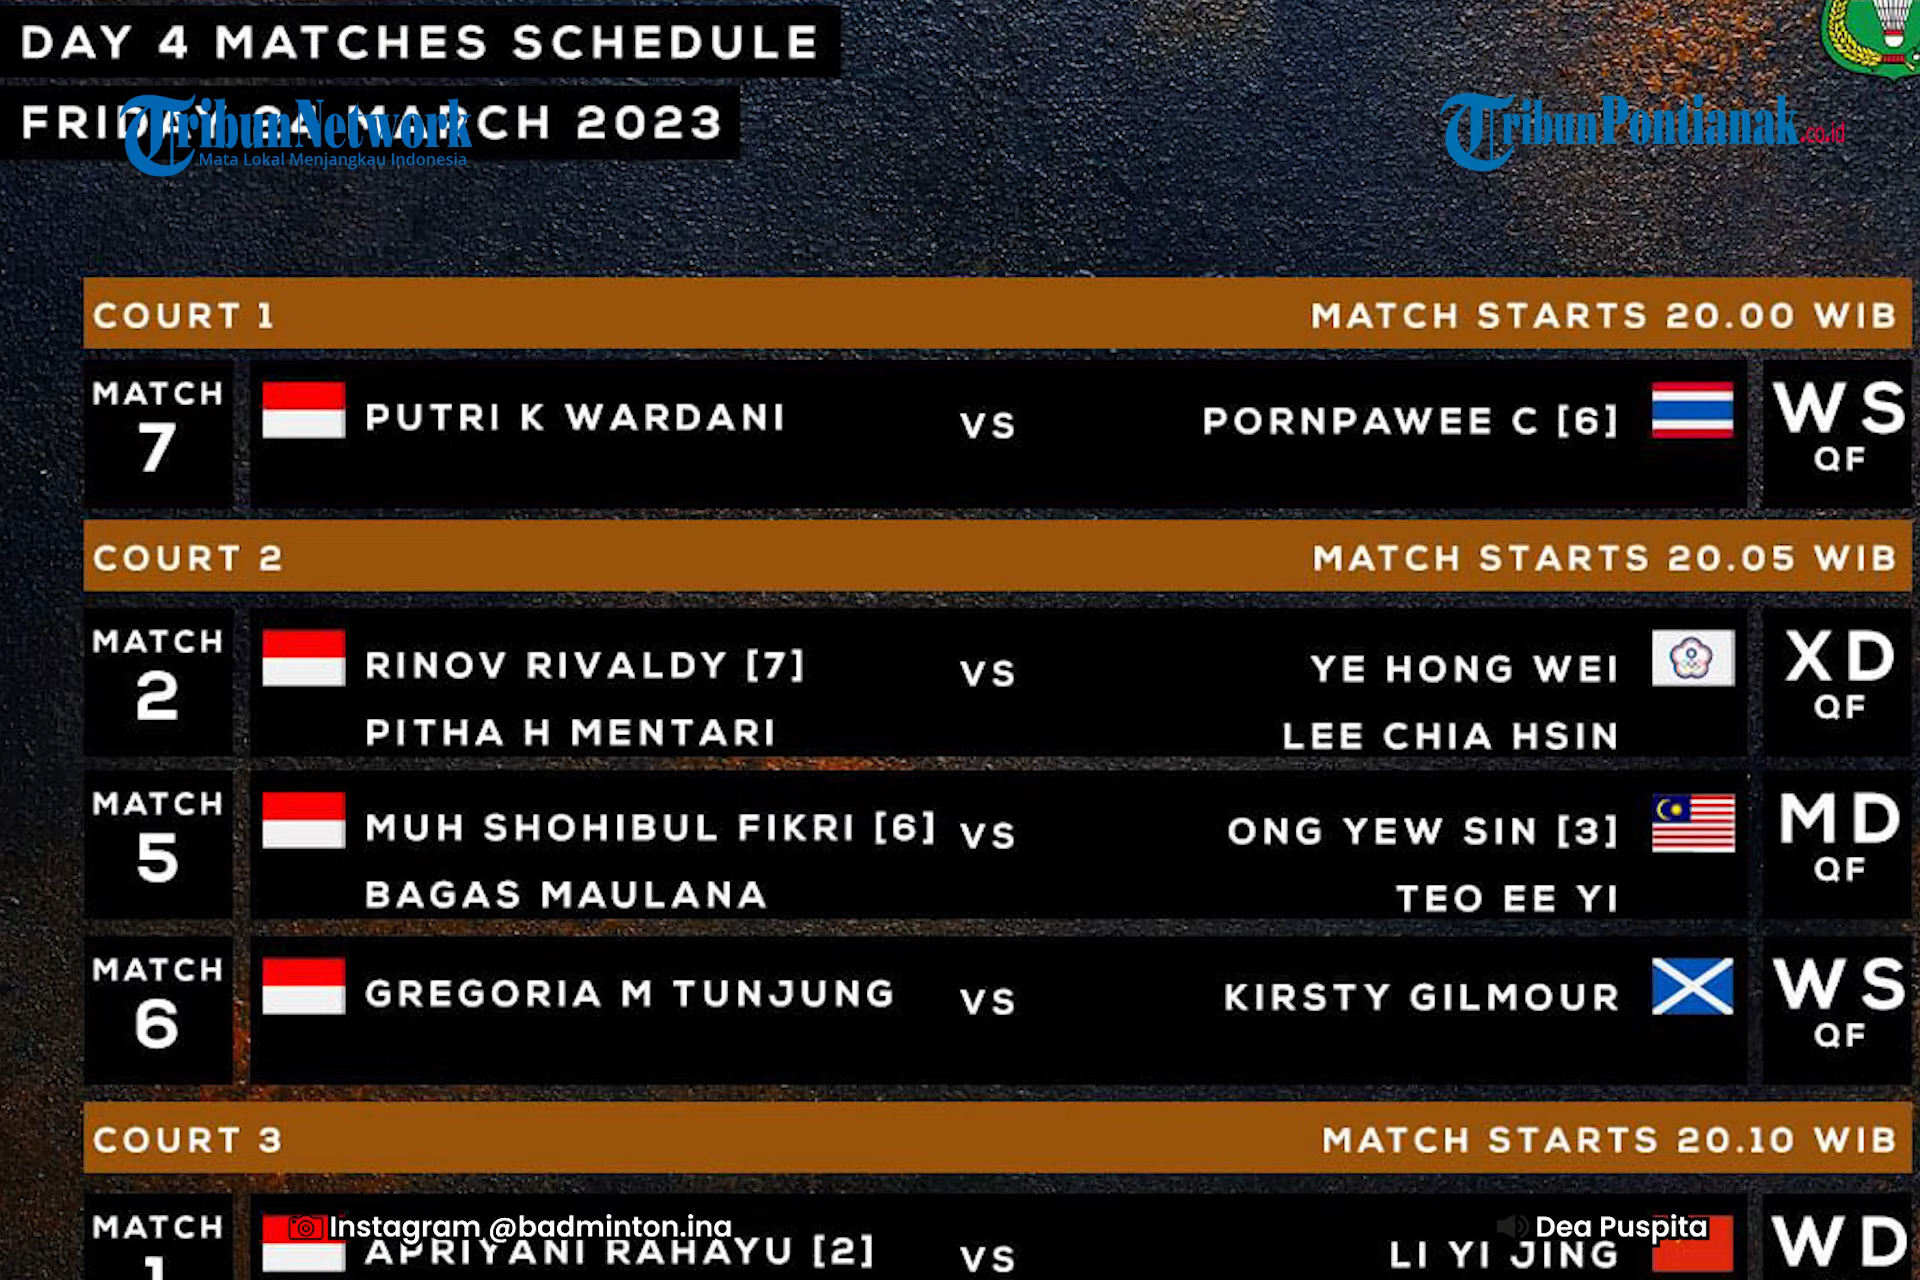 DAY 4 MATCHES SCHEDULE
FRIDAY 24 MARCH 2023
TribunNetwork
Mata Lokal Menjangkau Indonesia
TribunPontianak.co.id
COURT 1 MATCH STARTS 20.00 WIB
MATCH 7 PUTRI K WARDANI VS PORNPAWEE C [6] WS QF
COURT 2 MATCH STARTS 20.05 WIB
MATCH 2 RINOV RIVALDY [7] VS YE HONG WEI XD QF
PITHA H MENTARI LEE CHIA HSIN
MATCH 5 MUH SHOHIBUL FIKRI [6] VS ONG YEW SIN [3] MD QF
BAGAS MAULANA TEO EE YI
MATCH 6 GREGORIA M TUNJUNG VS KIRSTY GILMOUR WS QF
COURT 3 MATCH STARTS 20.10 WIB
MATCH 1 APRIYANI RAHAYU [2] VS LI YI JING WD
Instagram @badminton.ina
Dea Puspita